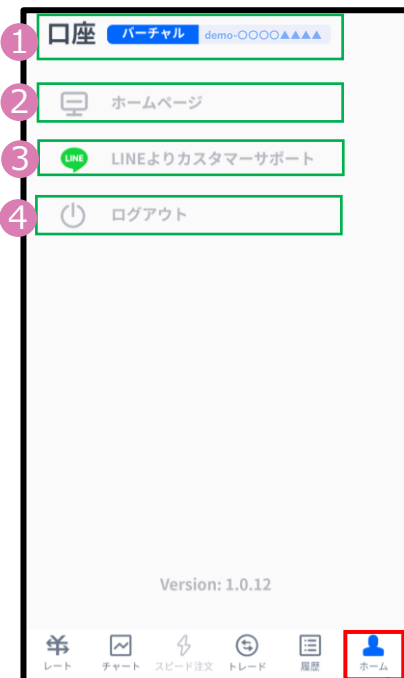 1 口座 バーチャル demo-〇〇〇〇▲▲▲▲
2 ホームページ
3 LINE LINEよりカスタマーサポート
4 ログアウト
Version: 1.0.12
レート チャート スピード注文 トレード 履歴 ホーム